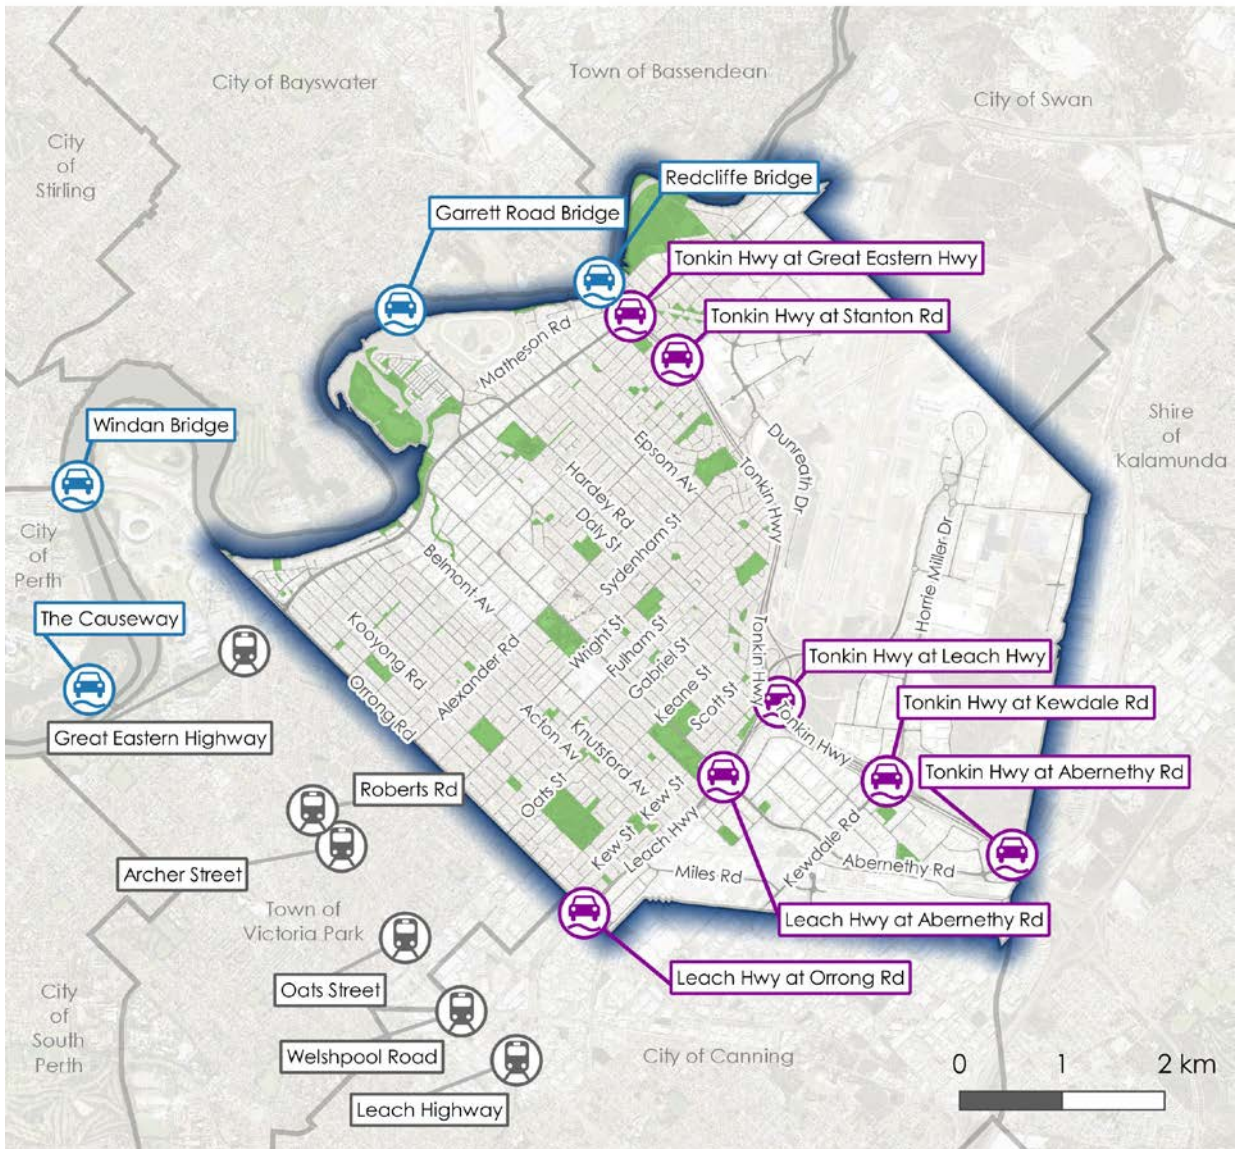 City of Bayswater
Town of Bassendean
City of Swan
City
of
Stirling
Redcliffe Bridge
Garrett Road Bridge
Tonkin Hwy at Great Eastern Hwy
Tonkin Hwy at Stanton Rd
Matheson Rd
Windan Bridge
Shire
of
Kalamunda
Epsom Av
Dunreath Dr
Tonkin Hwy
Hardey Rd
Daly St
Sydenham St
City
of
Perth
Belmont Av
Horrie Miller Dr
The Causeway
Kooyong Rd
Wright St
Fulham St
Gabriel St
Tonkin Hwy
Alexander Rd
Orrong Rd
Keane St
Scott St
Tonkin Hwy at Leach Hwy
Tonkin Hwy at Kewdale Rd
Great Eastern Highway
Acton Av
Knutsford Av
Tonkin Hwy
Tonkin Hwy at Abernethy Rd
Roberts Rd
Oats St
Kew St
Kew St
Leach Hwy
Kewdale Rd
Abernethy Rd
Archer Street
Miles Rd
Town of
Victoria Park
Leach Hwy at Abernethy Rd
Leach Hwy at Orrong Rd
Oats Street
City
of
South
Perth
Welshpool Road
City of Canning
Leach Highway
0 1 2 km